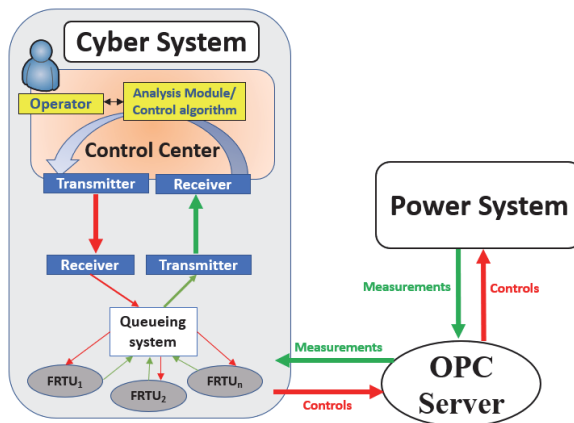 Cyber System
Operator
Analysis Module/
Control algorithm
Control Center
Transmitter
Receiver
Receiver
Transmitter
Queueing
system
FRTU1
FRTU2
FRTUn
Power System
Measurements
Controls
Measurements
Controls
OPC
Server